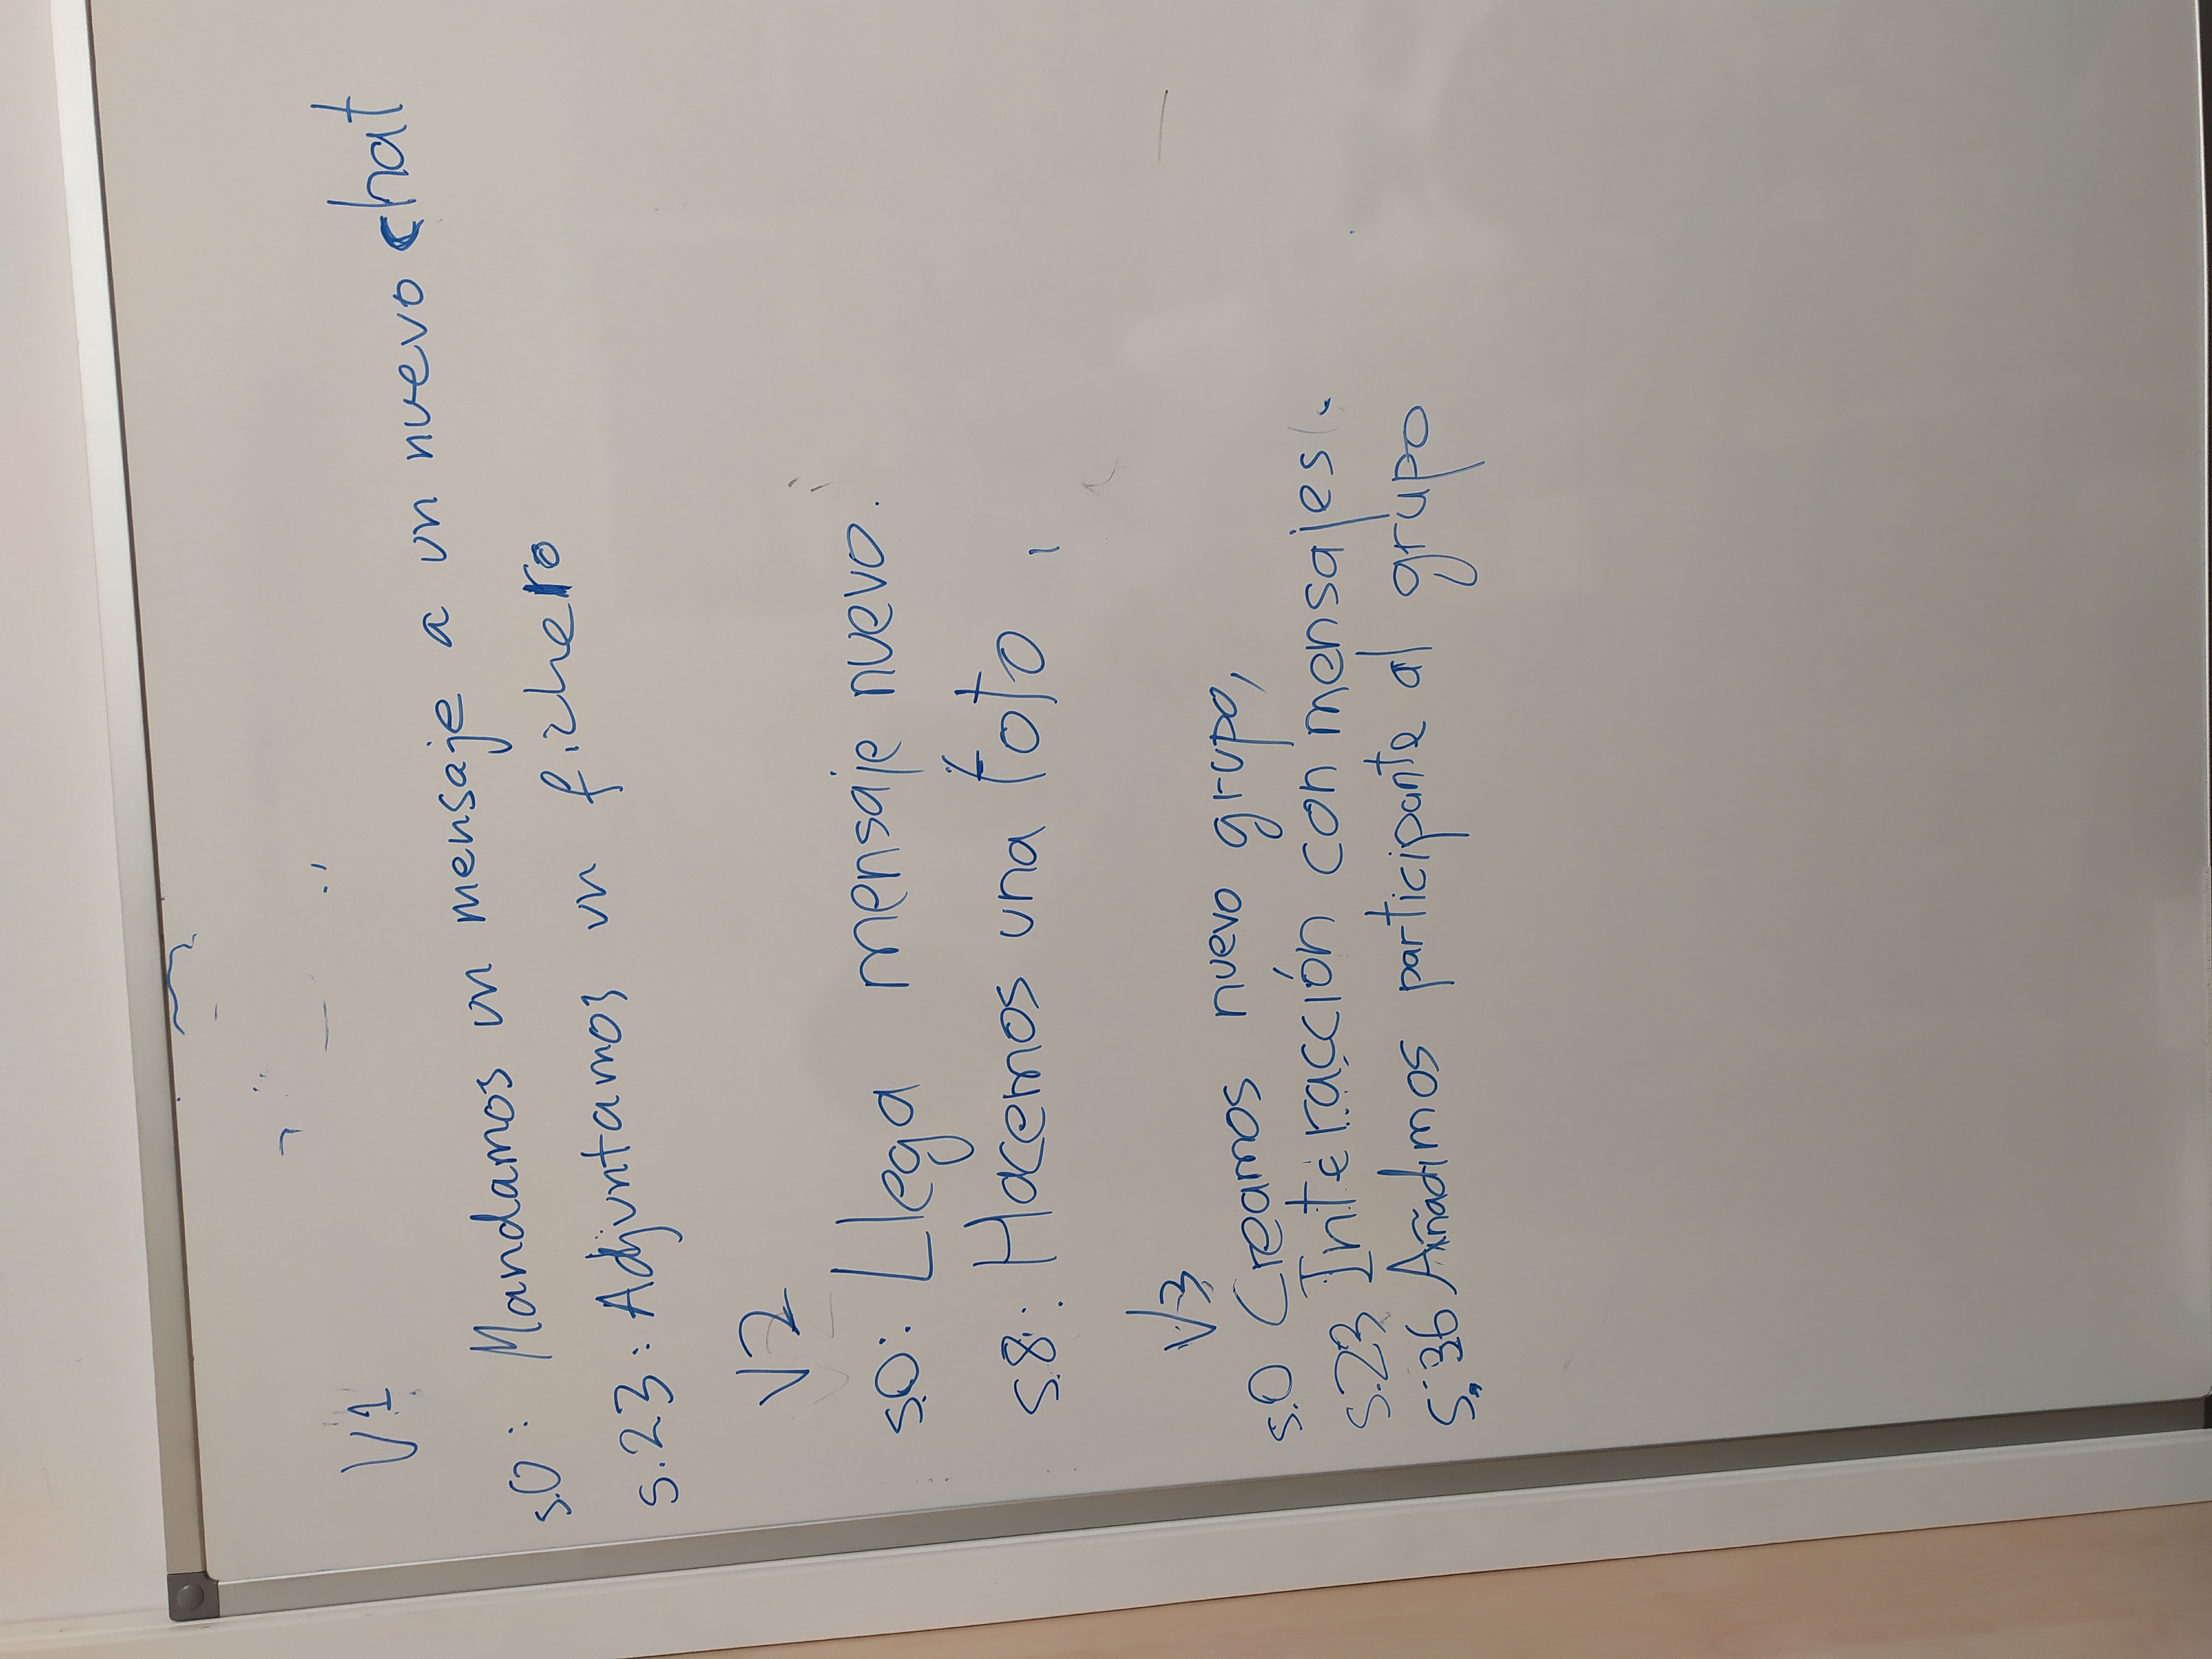 V1
s.0: Mandamos un mensaje a un nuevo chat
s.23: Adjuntamos un fichero
V2
s.0: Llega mensaje nuevo.
s.8: Hacemos una foto
V3
s.0 Creamos nuevo grupo,
s.23 Interacción con mensajes.
s.36 Añadimos participante al grupo